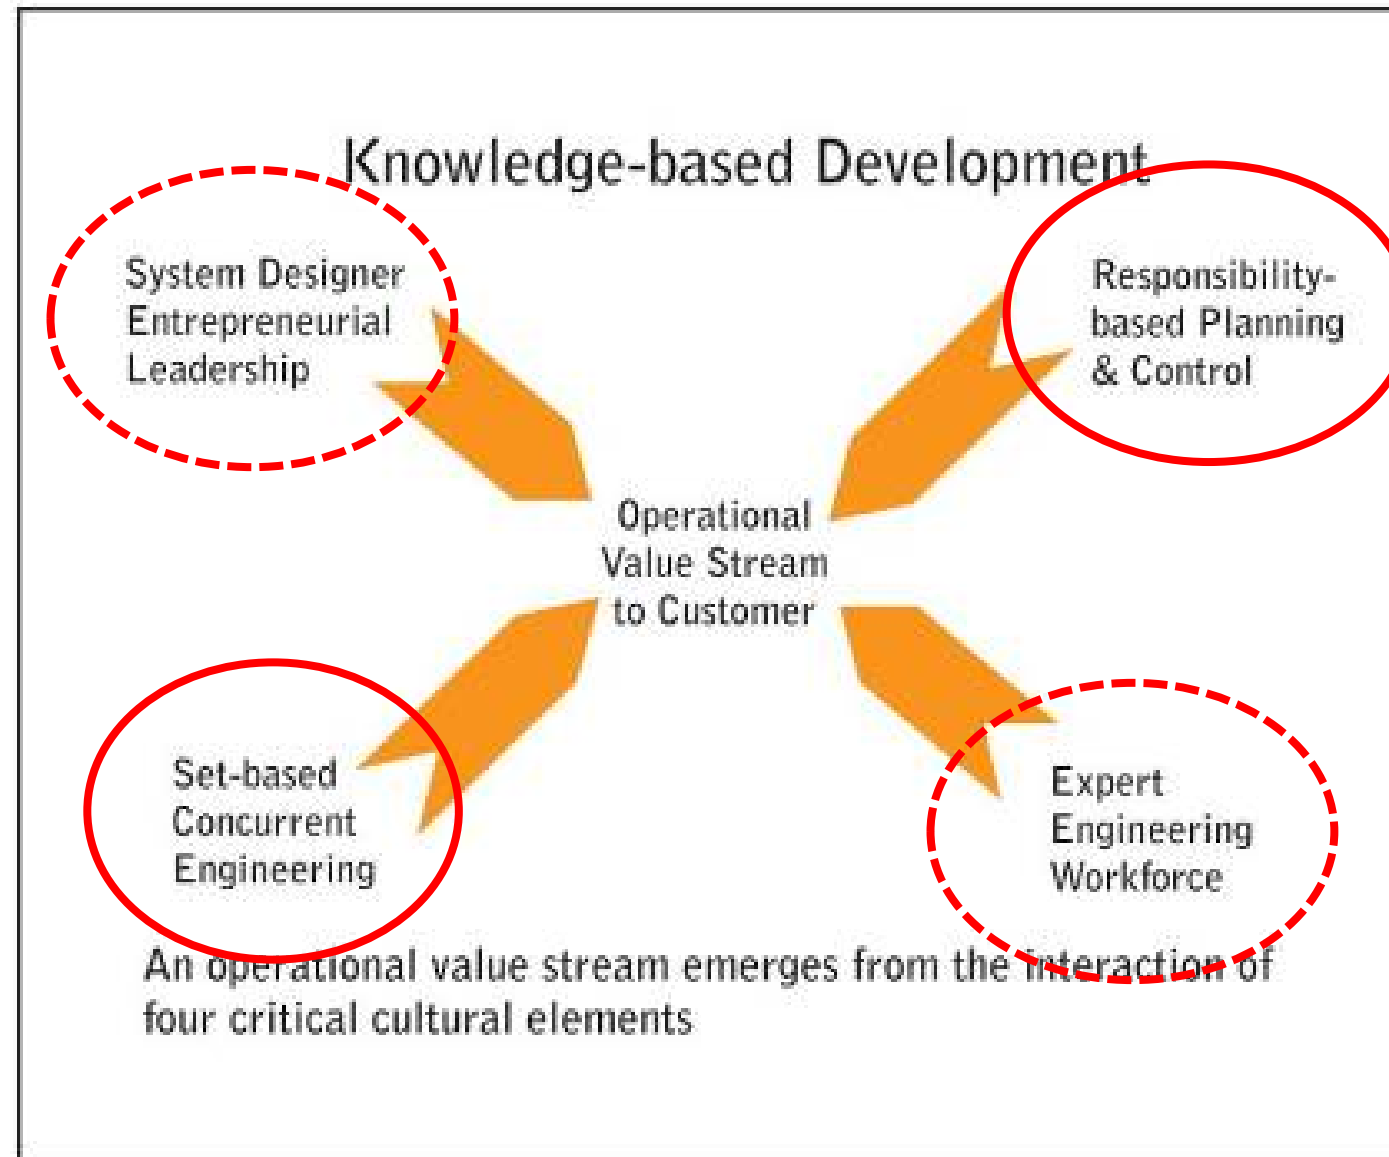 Knowledge-based Development
System Designer
Entrepreneurial
Leadership
Responsibility-
based Planning
& Control
Operational
Value Stream
to Customer
Set-based
Concurrent
Engineering
Expert
Engineering
Workforce
An operational value stream emerges from the interaction of
four critical cultural elements